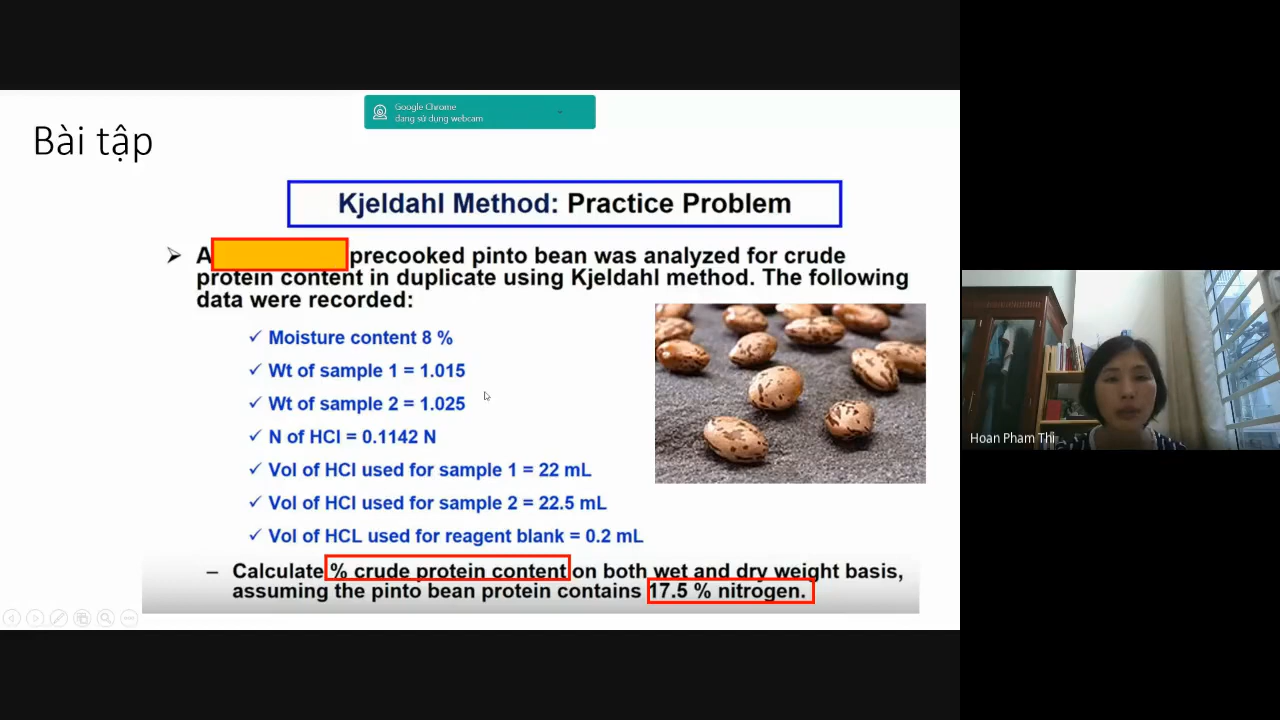 Google Chrome
đang sử dụng webcam
Bài tập
Kjeldahl Method: Practice Problem
➢ A precooked pinto bean was analyzed for crude
protein content in duplicate using Kjeldahl method. The following
data were recorded:
✓ Moisture content 8 %
✓ Wt of sample 1 = 1.015
✓ Wt of sample 2 = 1.025
✓ N of HCl = 0.1142 N
✓ Vol of HCl used for sample 1 = 22 mL
✓ Vol of HCl used for sample 2 = 22.5 mL
✓ Vol of HCL used for reagent blank = 0.2 mL
– Calculate % crude protein content on both wet and dry weight basis,
assuming the pinto bean protein contains 17.5 % nitrogen.
Hoan Pham Thi